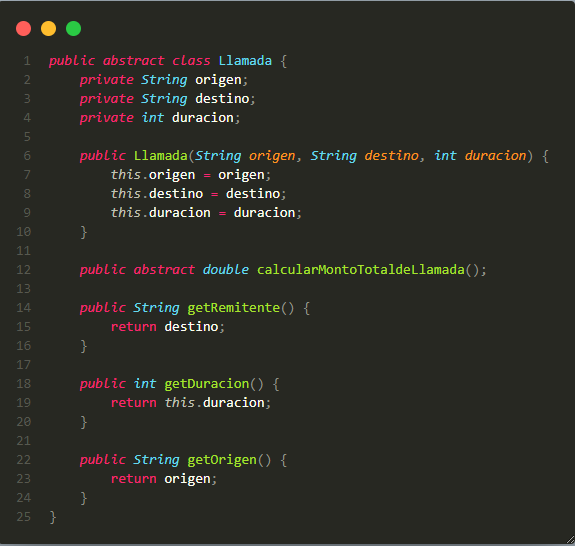 1 public abstract class Llamada {
2     private String origen;
3     private String destino;
4     private int duracion;
5
6     public Llamada(String origen, String destino, int duracion) {
7         this.origen = origen;
8         this.destino = destino;
9         this.duracion = duracion;
10     }
11
12     public abstract double calcularMontoTotaldeLlamada();
13
14     public String getRemitente() {
15         return destino;
16     }
17
18     public int getDuracion() {
19         return this.duracion;
20     }
21
22     public String getOrigen() {
23         return origen;
24     }
25 }